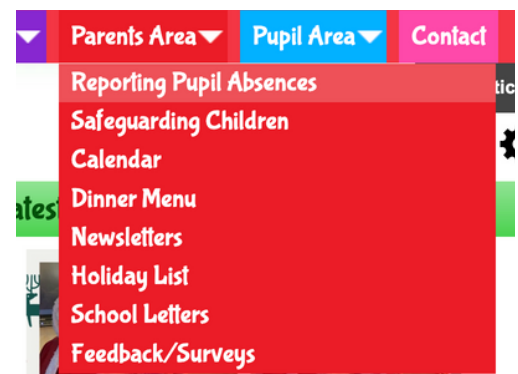 Parents Area Pupil Area Contact
Reporting Pupil Absences
Safeguarding Children
Calendar
Dinner Menu
Newsletters
Holiday List
School Letters
Feedback/Surveys